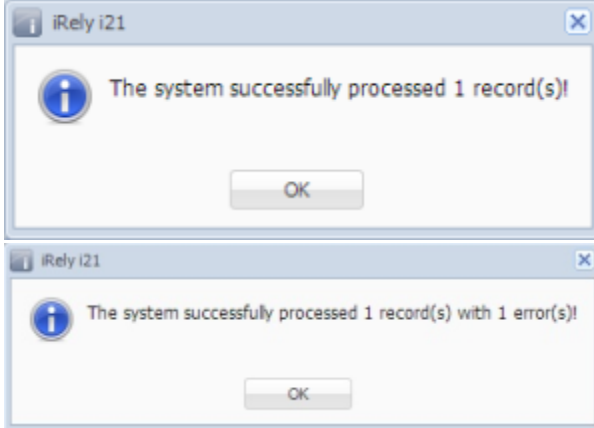 iRely i21
The system successfully processed 1 record(s)!
OK
iRely i21
The system successfully processed 1 record(s) with 1 error(s)!
OK